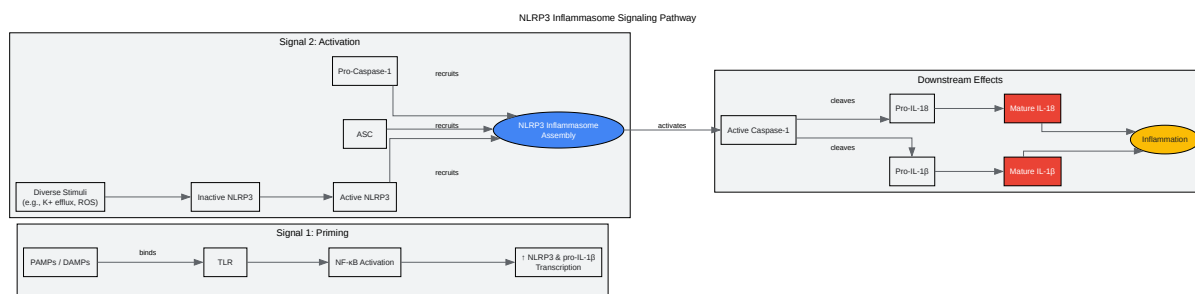 NLRP3 Inflammasome Signaling Pathway
Signal 2: Activation
Pro-Caspase-1
recruits
ASC
recruits
NLRP3 Inflammasome
Assembly
recruits
Diverse Stimuli
(e.g., K+ efflux, ROS)
Inactive NLRP3
Active NLRP3
activates
Downstream Effects
Active Caspase-1
cleaves
cleaves
Pro-IL-18
Mature IL-18
Pro-IL-1β
Mature IL-1β
Inflammation
Signal 1: Priming
PAMPs / DAMPs
binds
TLR
NF-κB Activation
↑ NLRP3 & pro-IL-1β
Transcription